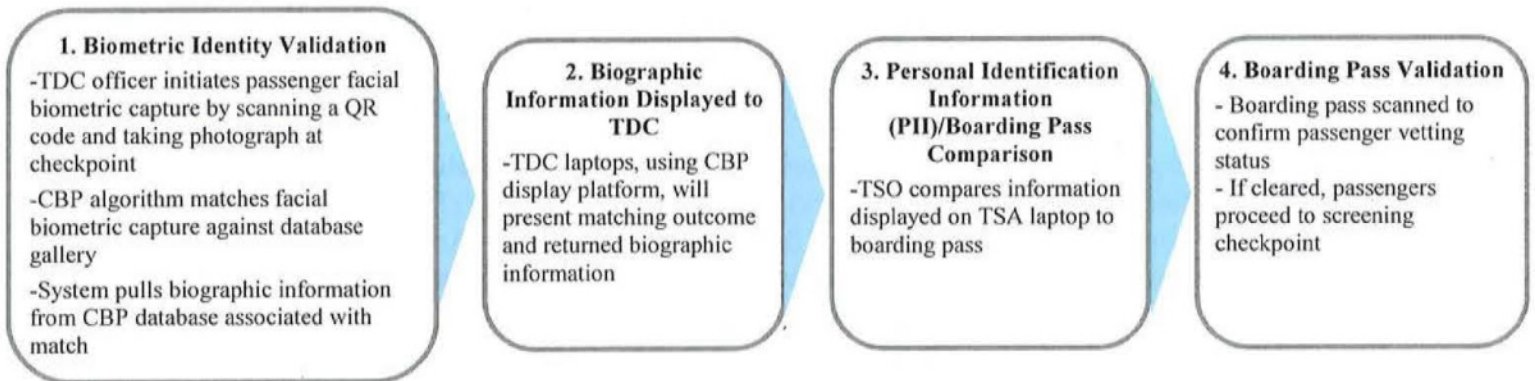 1. Biometric Identity Validation
-TDC officer initiates passenger facial
biometric capture by scanning a QR
code and taking photograph at
checkpoint
-CBP algorithm matches facial
biometric capture against database
gallery
-System pulls biographic information
from CBP database associated with
match
2. Biographic
Information Displayed to
TDC
-TDC laptops, using CBP
display platform, will
present matching outcome
and returned biographic
information
3. Personal Identification
Information
(PII)/Boarding Pass
Comparison
-TSO compares information
displayed on TSA laptop to
boarding pass
4. Boarding Pass Validation
- Boarding pass scanned to
confirm passenger vetting
status
- If cleared, passengers
proceed to screening
checkpoint